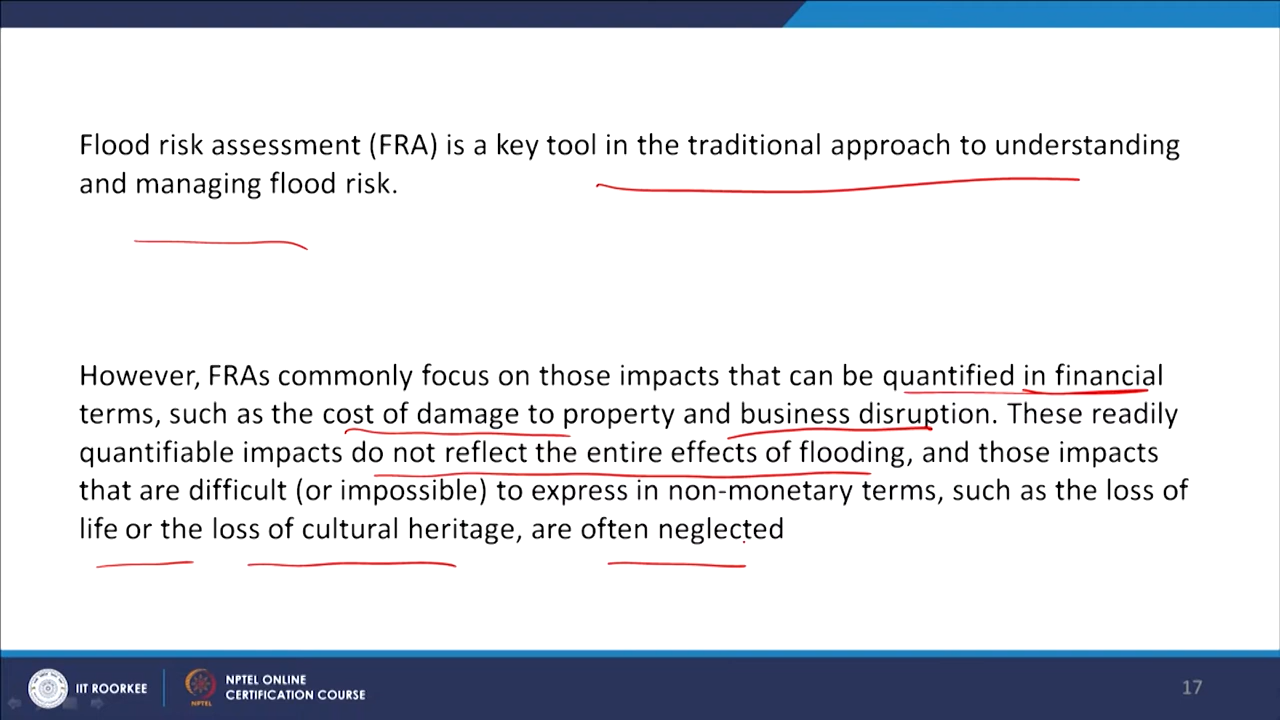 Flood risk assessment (FRA) is a key tool in the traditional approach to understanding
and managing flood risk.
However, FRAs commonly focus on those impacts that can be quantified in financial
terms, such as the cost of damage to property and business disruption. These readily
quantifiable impacts do not reflect the entire effects of flooding, and those impacts
that are difficult (or impossible) to express in non-monetary terms, such as the loss of
life or the loss of cultural heritage, are often neglected
IIT ROORKEE
NPTEL
NPTEL ONLINE
CERTIFICATION COURSE
17